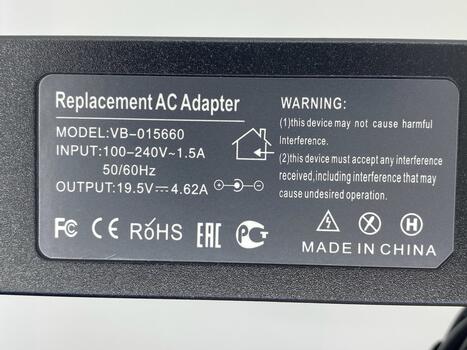 Replacement AC Adapter
MODEL:VB-015660
INPUT:100-240V~1.5A
50/60Hz
OUTPUT:19.5V⎓4.62A
FC CE RoHS EAC PCT
WARNING:
(1)this device may not cause harmful
Interference.
(2)this device must accept any interference
received,including interference that may
cause undesired operation.
H
MADE IN CHINA